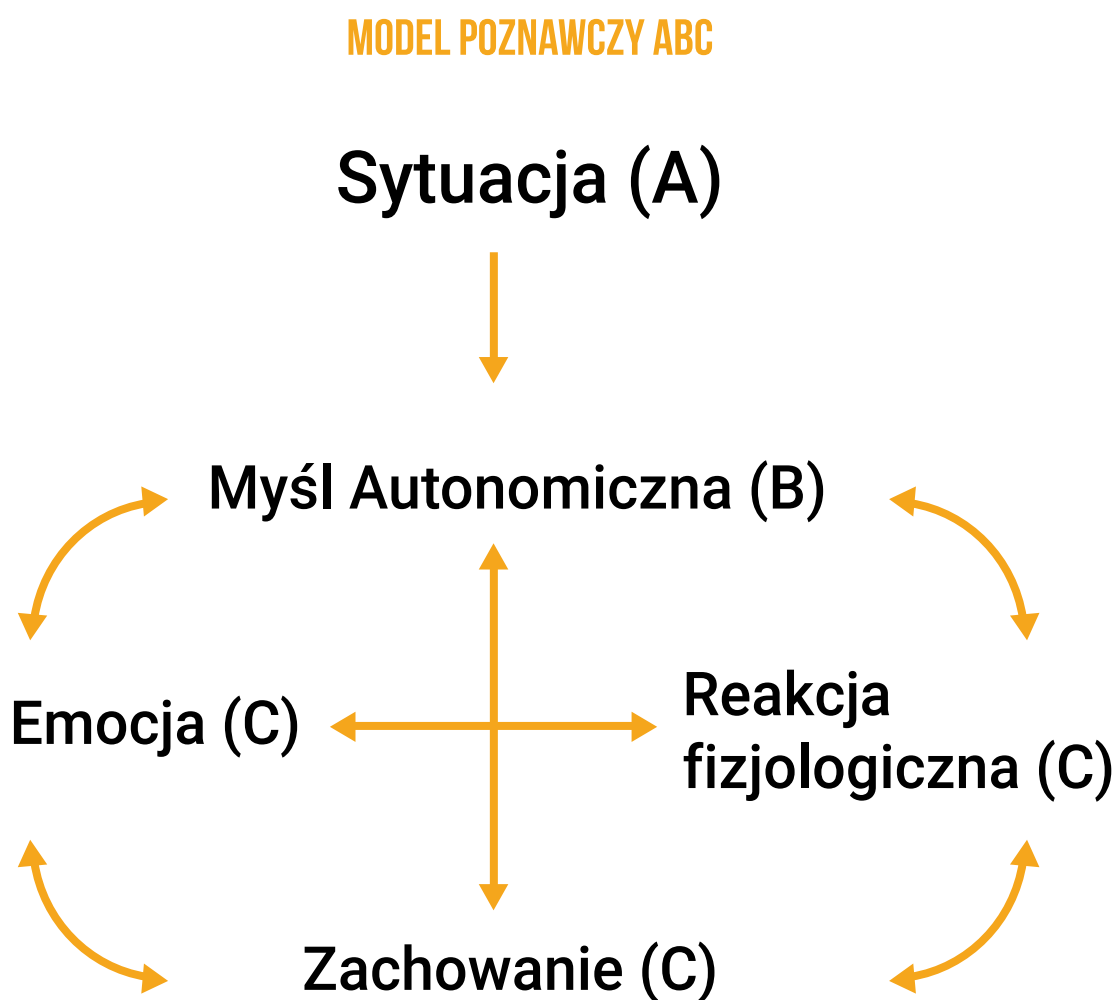 MODEL POZNAWCZY ABC
Sytuacja (A)
Myśl Autonomiczna (B)
Emocja (C)
Reakcja
fizjologiczna (C)
Zachowanie (C)